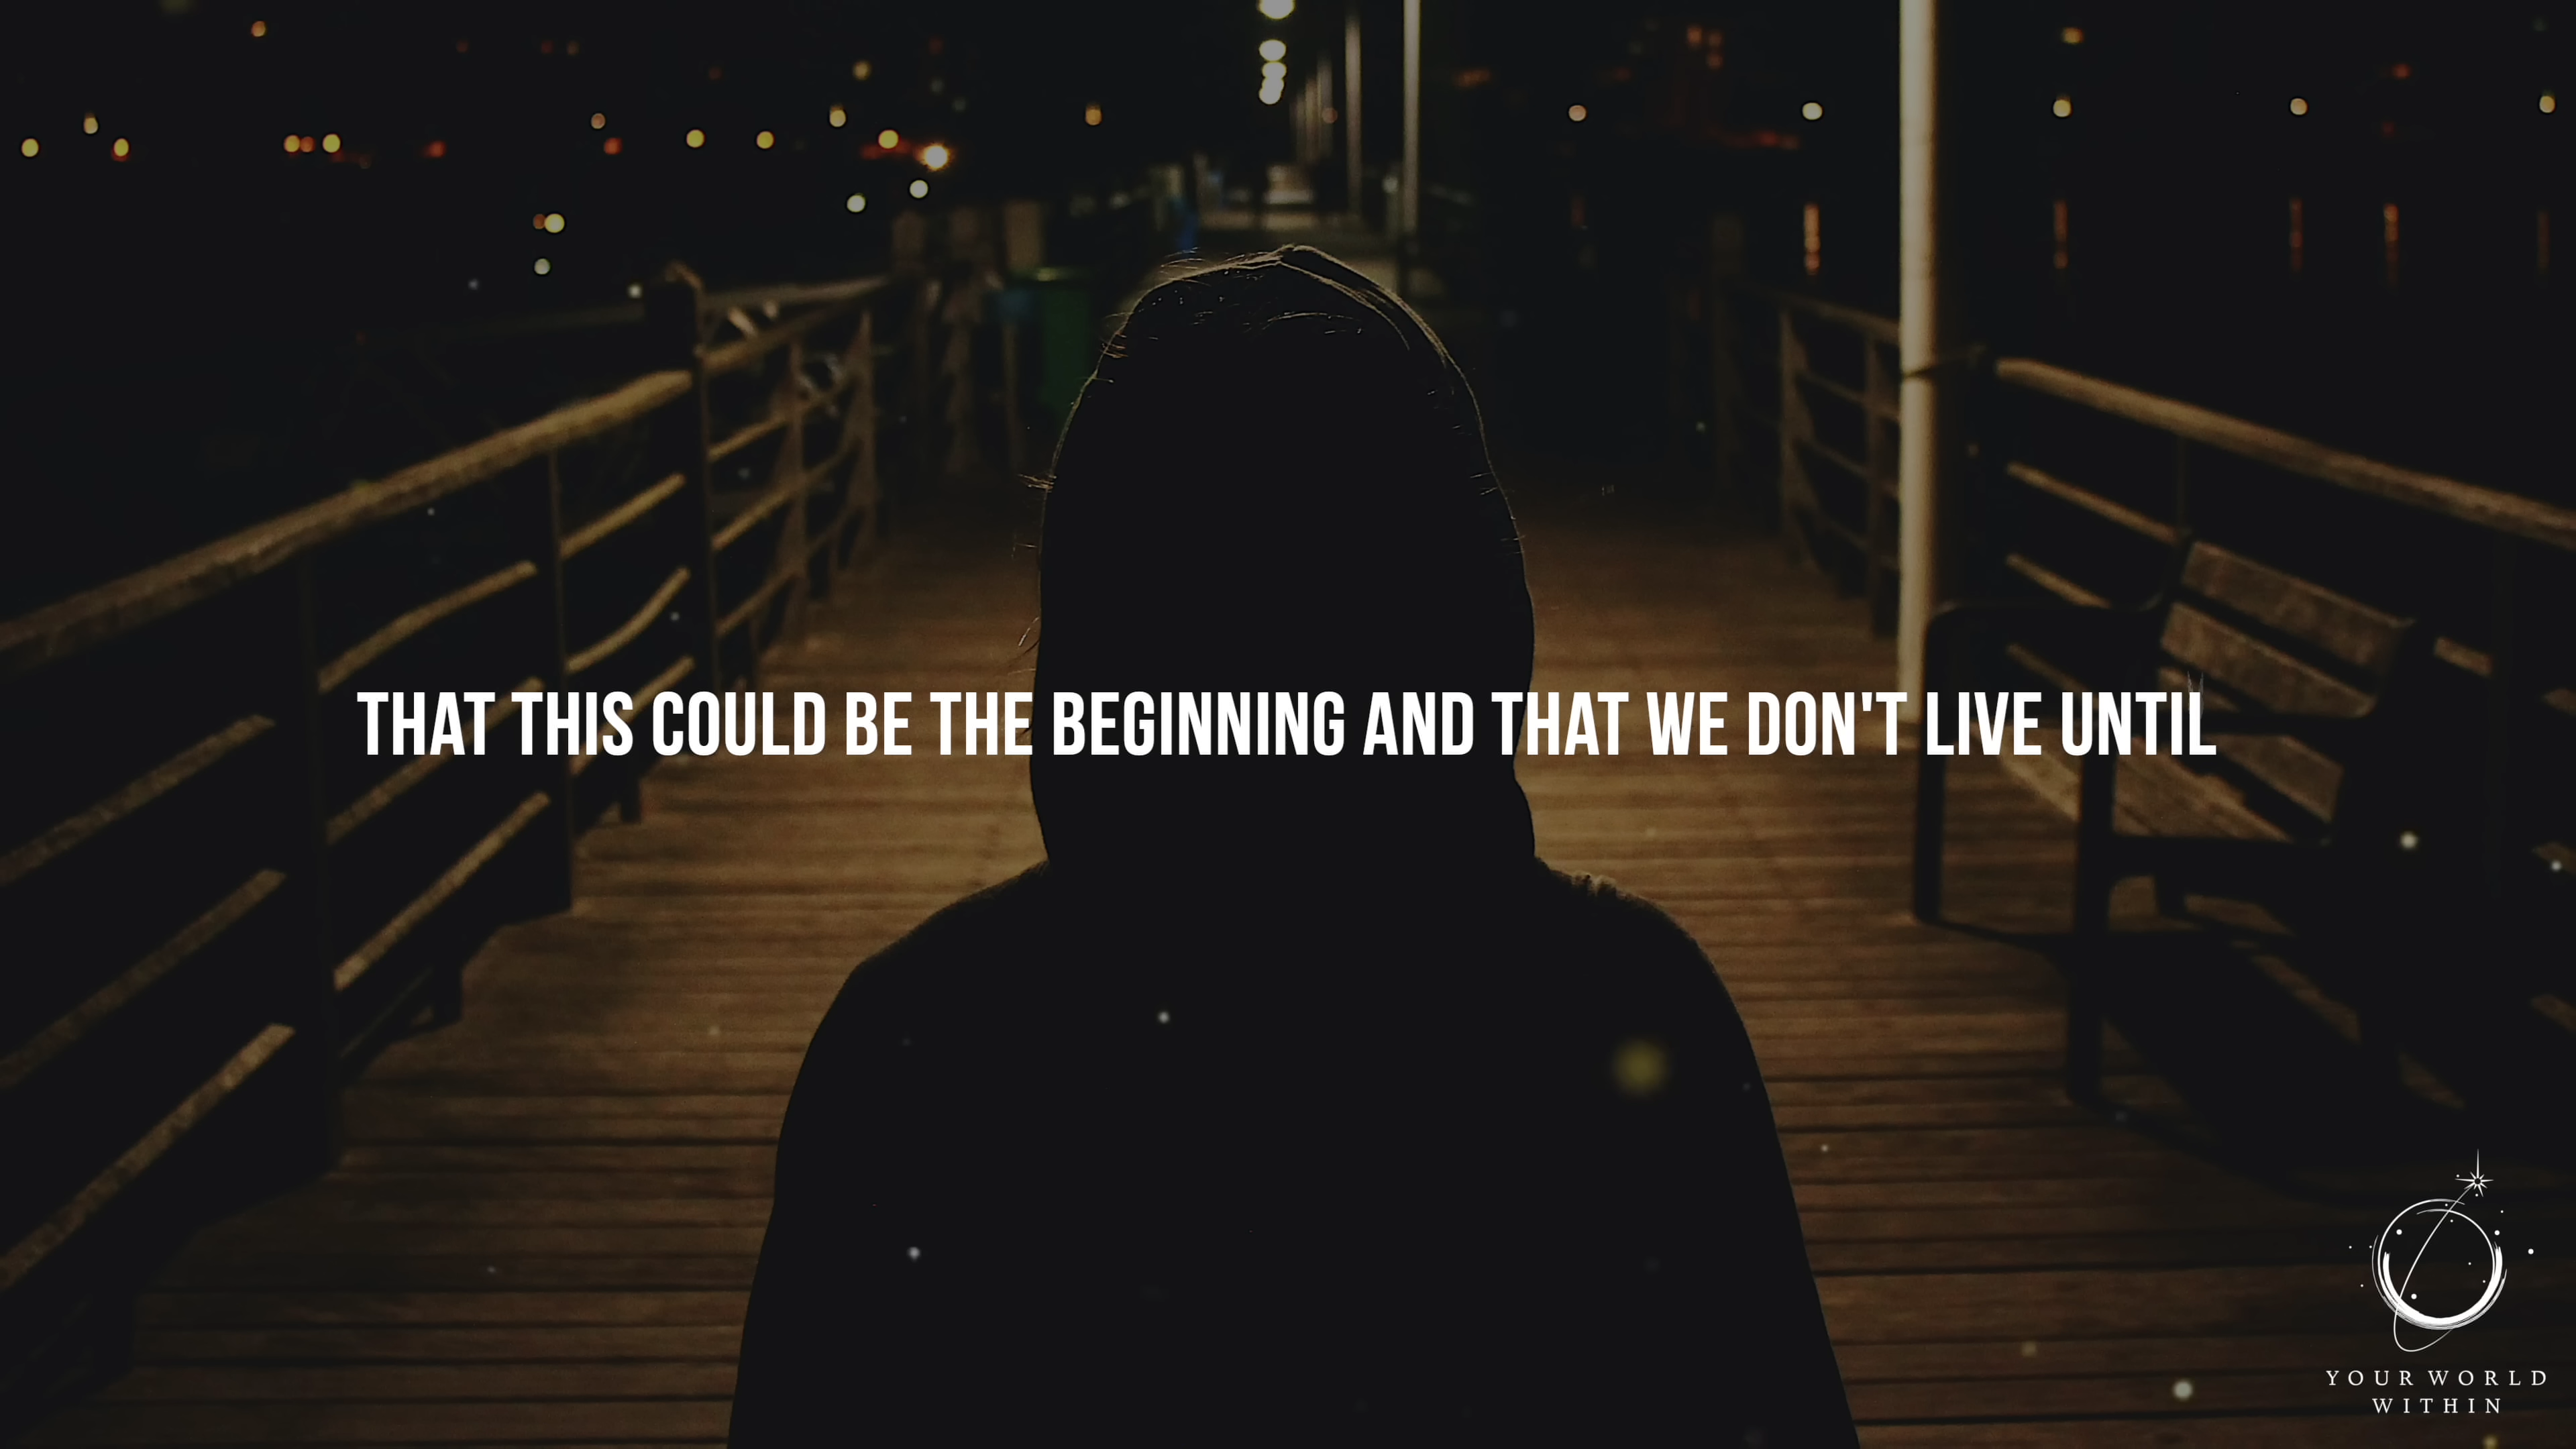 THAT THIS COULD BE THE BEGINNING AND THAT WE DON'T LIVE UNTIL
YOUR WORLD
WITHIN